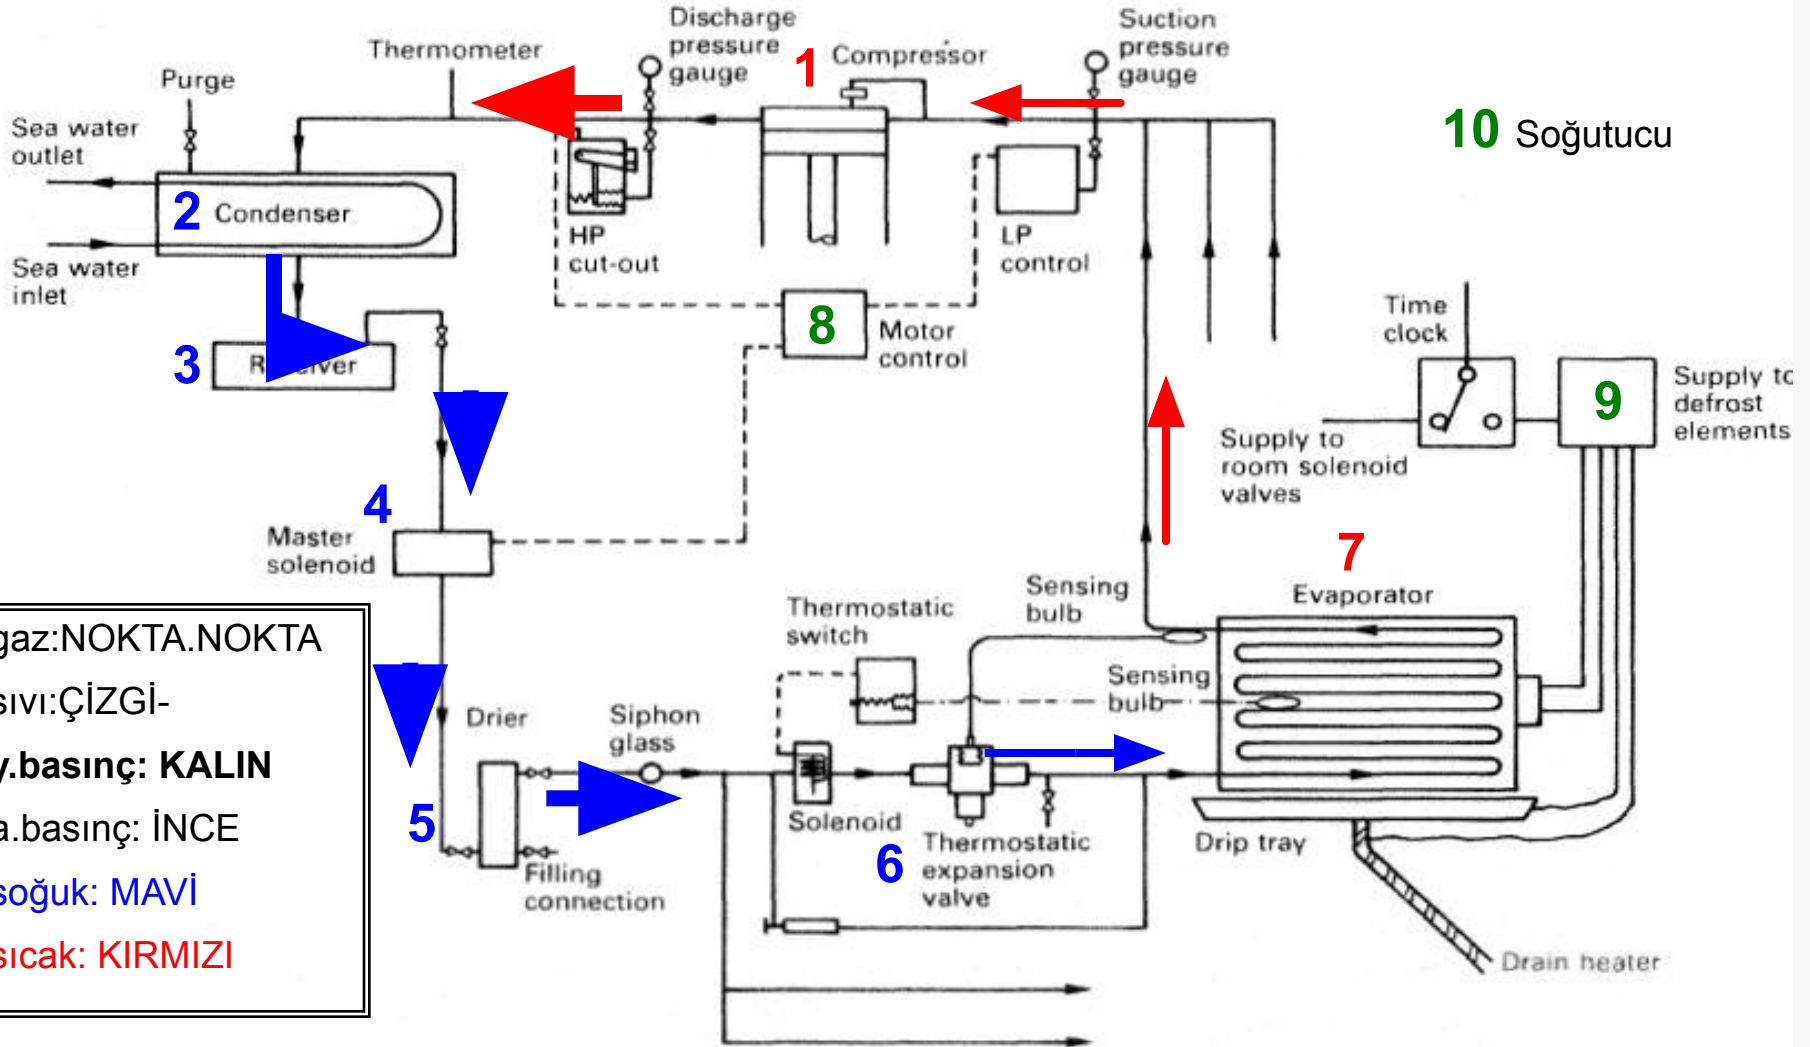 Discharge
pressure
gauge
1 Compressor
Suction
pressure
gauge
Thermometer
Purge
Sea water
outlet
10 Soğutucu
2 Condenser
Sea water
inlet
HP
cut-out
LP
control
8 Motor
control
3
Time
clock
9
Supply to
defrost
elements
Supply to
room solenoid
valves
4
Master
solenoid
7
Evaporator
Sensing
bulb
Thermostatic
switch
Sensing
bulb
gaz:NOKTA.NOKTA
sıvı:ÇİZGİ-
y.basınç: KALIN
a.basınç: İNCE
soğuk: MAVİ
sıcak: KIRMIZI
Drier
Siphon
glass
5
Solenoid
6 Thermostatic
expansion
valve
Drip tray
Filling
connection
Drain heater